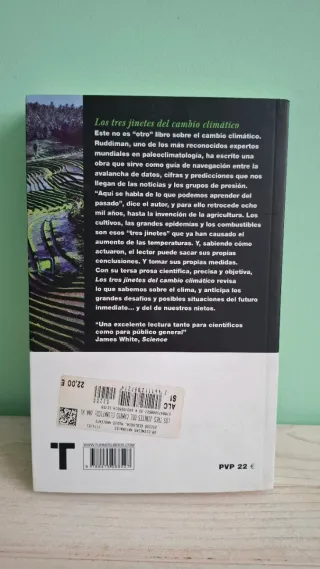 Los tres jinetes del cambio climático
Este no es "otro" libro sobre el cambio climático.
Ruddiman, uno de los más reconocidos expertos
mundiales en paleoclimatología, ha escrito una
obra que sirve como guía de navegación entre la
avalancha de datos, cifras y predicciones que nos
llegan de las noticias y los grupos de presión.
"Aquí se habla de lo que podemos aprender del
pasado", dice el autor, y para ello retrocede ocho
mil años, hasta la invención de la agricultura. Los
cultivos, las grandes epidemias y los combustibles
son esos "tres jinetes" que ya han causado el
aumento de las temperaturas. Y, sabiendo cómo
actuaron, el lector puede sacar sus propias
conclusiones. Y tomar sus propias medidas.
Con su tersa prosa científica, precisa y objetiva,
Los tres jinetes del cambio climático revisa
lo que sabemos sobre el clima, y anticipa los
grandes desafíos y posibles situaciones del futuro
inmediato... y del de nuestros nietos.
"Una excelente lectura tanto para científicos
como para público general"
James White, Science
22,00 E
ALC
T
PVP 22 €